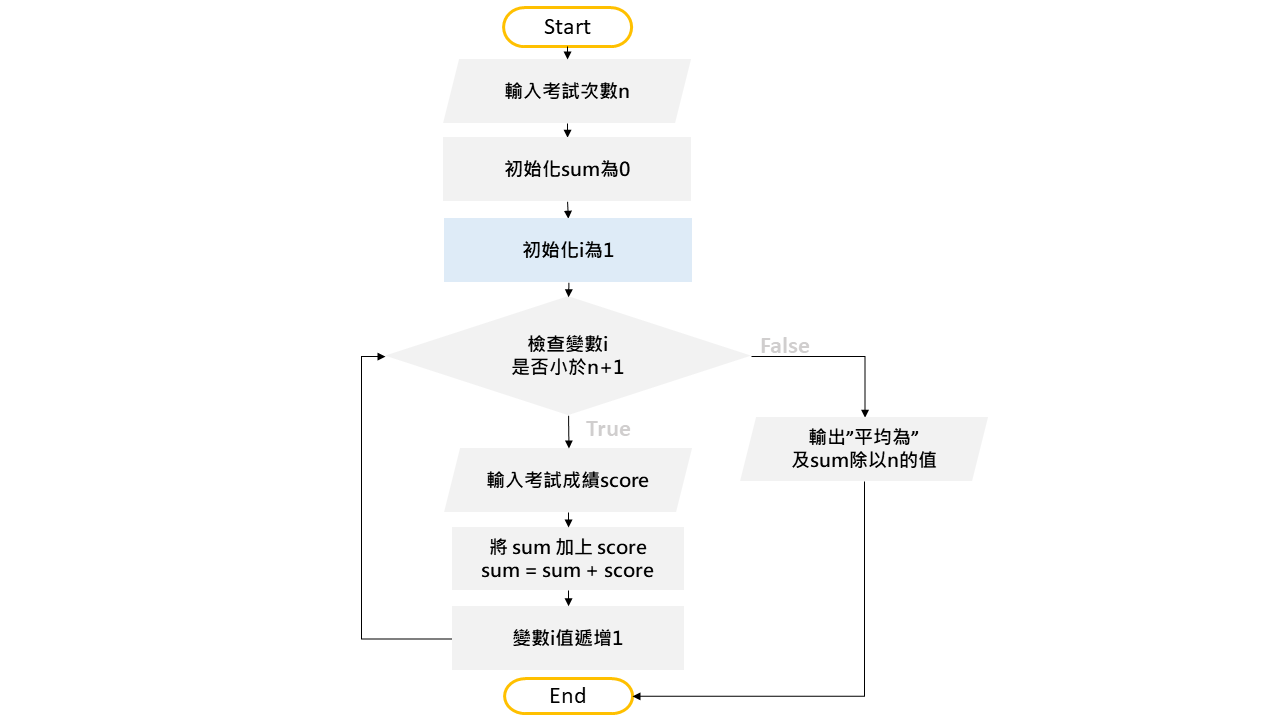 Start
輸入考試次數n
初始化sum為0
初始化i為1
檢查變數i
是否小於n+1
False
True
輸出”平均為”
及sum除以n的值
輸入考試成績score
將 sum 加上 score
sum = sum + score
變數i值遞增1
End